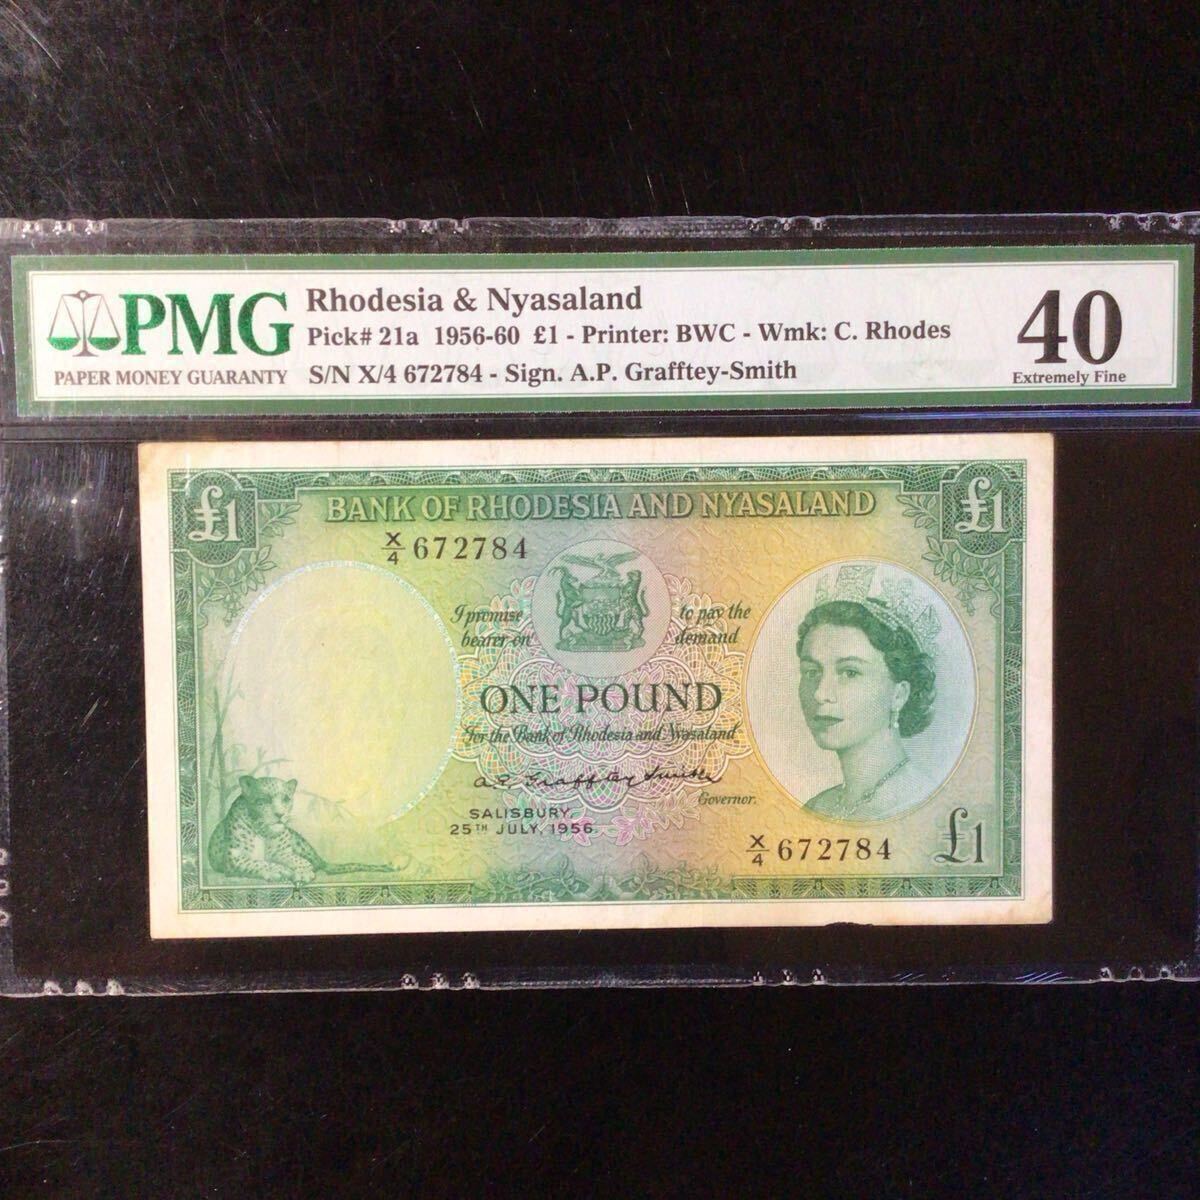 PMG
PAPER MONEY GUARANTY
Rhodesia & Nyasaland
Pick# 21a 1956-60 £1 - Printer: BWC - Wmk: C. Rhodes
S/N X/4 672784 - Sign. A.P. Grafftey-Smith
40
Extremely Fine
£1
BANK OF RHODESIA AND NYASALAND
£1
X/4 672784
I promise to pay the
bearer on demand
ONE POUND
For the Bank of Rhodesia and Nyasaland
A.P. Grafftey Smith
Governor.
SALISBURY,
25TH JULY, 1956.
X/4 672784
£1